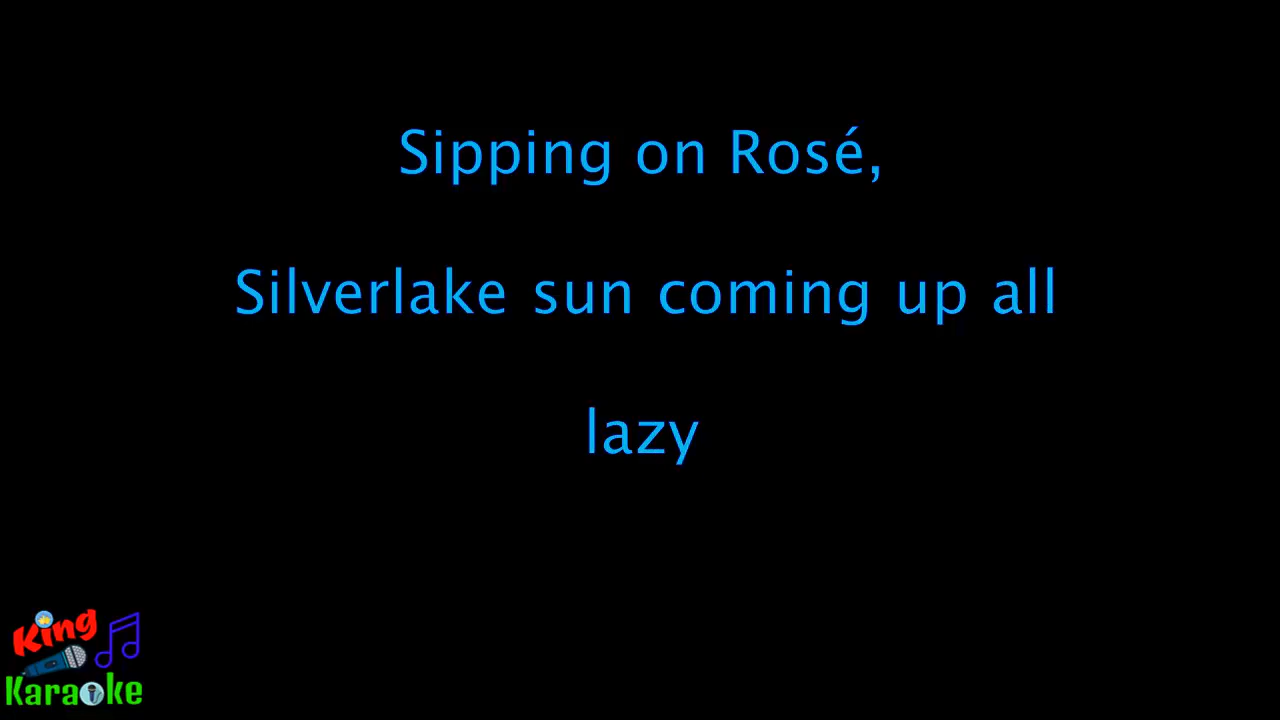 Sipping on Rosé,
Silverlake sun coming up all
lazy
King
Karaoke